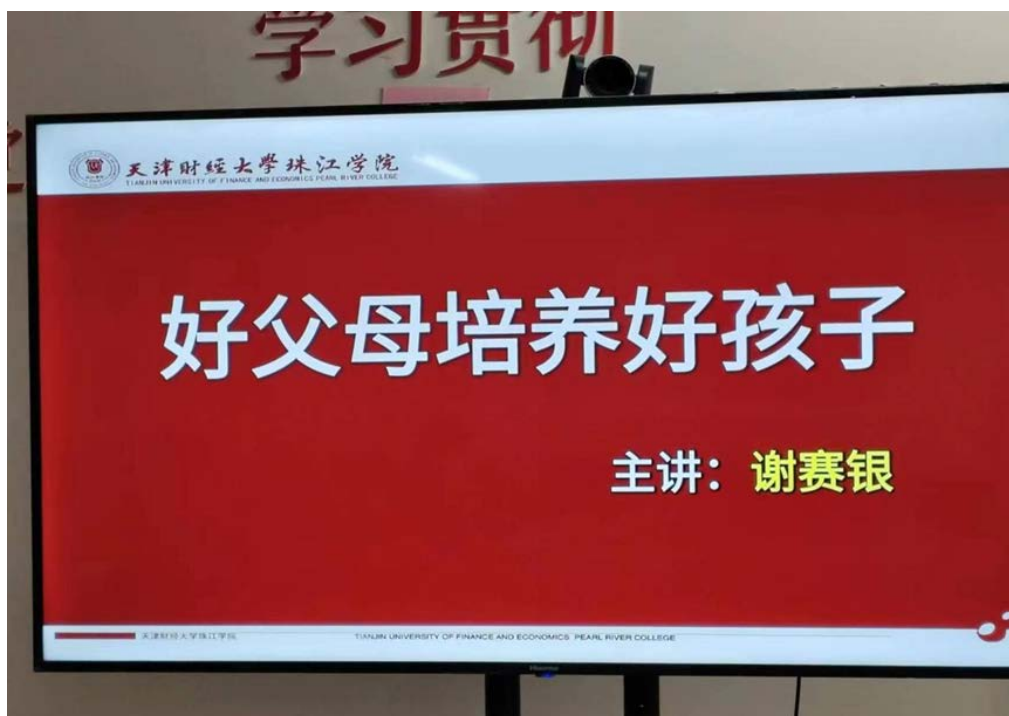 学习贯彻
天津财经大學珠江学院
TIANJIN UNIVERSITY OF FINANCE AND ECONOMICS PEARL RIVER COLLEGE
好父母培养好孩子
主讲：谢赛银
天津财经大学珠江学院
TIANJIN UNIVERSITY OF FINANCE AND ECONOMICS PEARL RIVER COLLEGE
Hisense